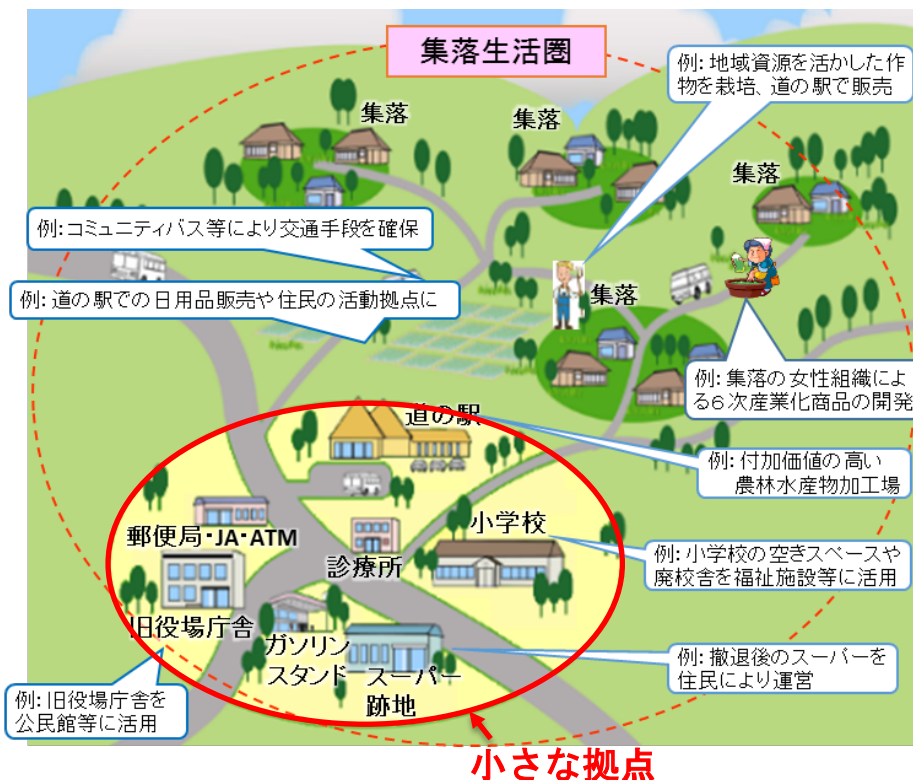 集落生活圏
例：地域資源を活かした作
物を栽培、道の駅で販売
集落
集落
集落
例：コミュニティバス等により交通手段を確保
例：道の駅での日用品販売や住民の活動拠点に
集落
例：集落の女性組織によ
る６次産業化商品の開発
道の駅
例：付加価値の高い
農林水産物加工場
郵便局・JA・ATM
診療所
小学校
例：小学校の空きスペースや
廃校舎を福祉施設等に活用
旧役場庁舎
ガソリン
スタンド
スーパー
跡地
例：撤退後のスーパーを
住民により運営
例：旧役場庁舎を
公民館等に活用
小さな拠点